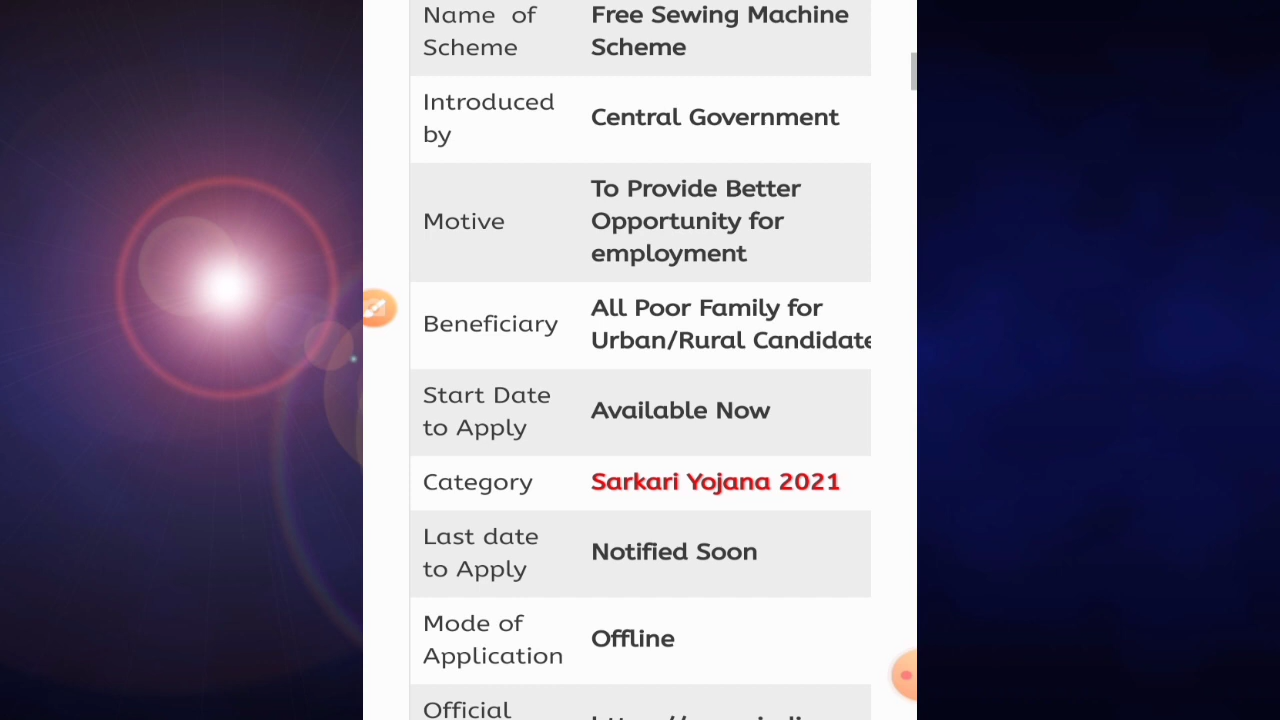 Name of Free Sewing Machine
Scheme Scheme
Introduced
by
Central Government
Motive
To Provide Better
Opportunity for
employment
Beneficiary
All Poor Family for
Urban/Rural Candidate
Start Date
to Apply
Available Now
Category
Sarkari Yojana 2021
Last date
to Apply
Notified Soon
Mode of
Application
Offline
Official